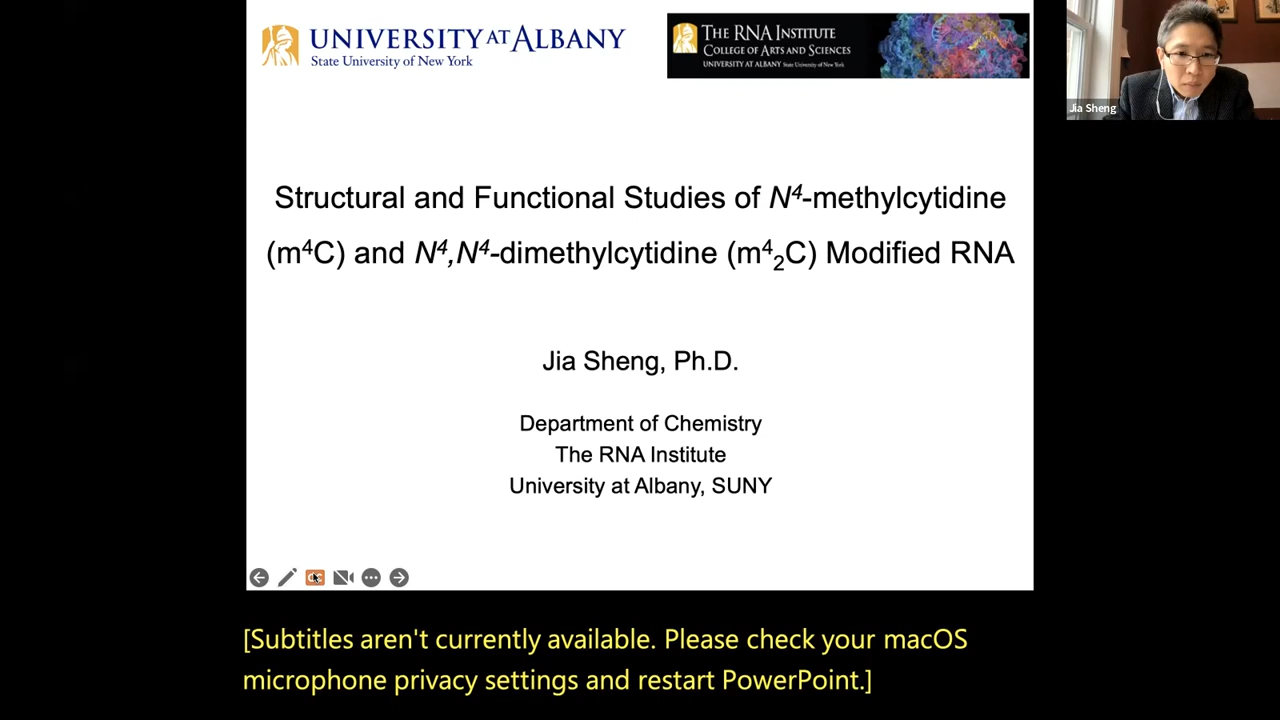 UNIVERSITY AT ALBANY
State University of New York
THE RNA INSTITUTE
COLLEGE OF ARTS AND SCIENCES
UNIVERSITY AT ALBANY State University of New York
Jia Sheng
Structural and Functional Studies of N⁴-methylcytidine
(m⁴C) and N⁴,N⁴-dimethylcytidine (m⁴₂C) Modified RNA
Jia Sheng, Ph.D.
Department of Chemistry
The RNA Institute
University at Albany, SUNY
[Subtitles aren't currently available. Please check your macOS
microphone privacy settings and restart PowerPoint.]